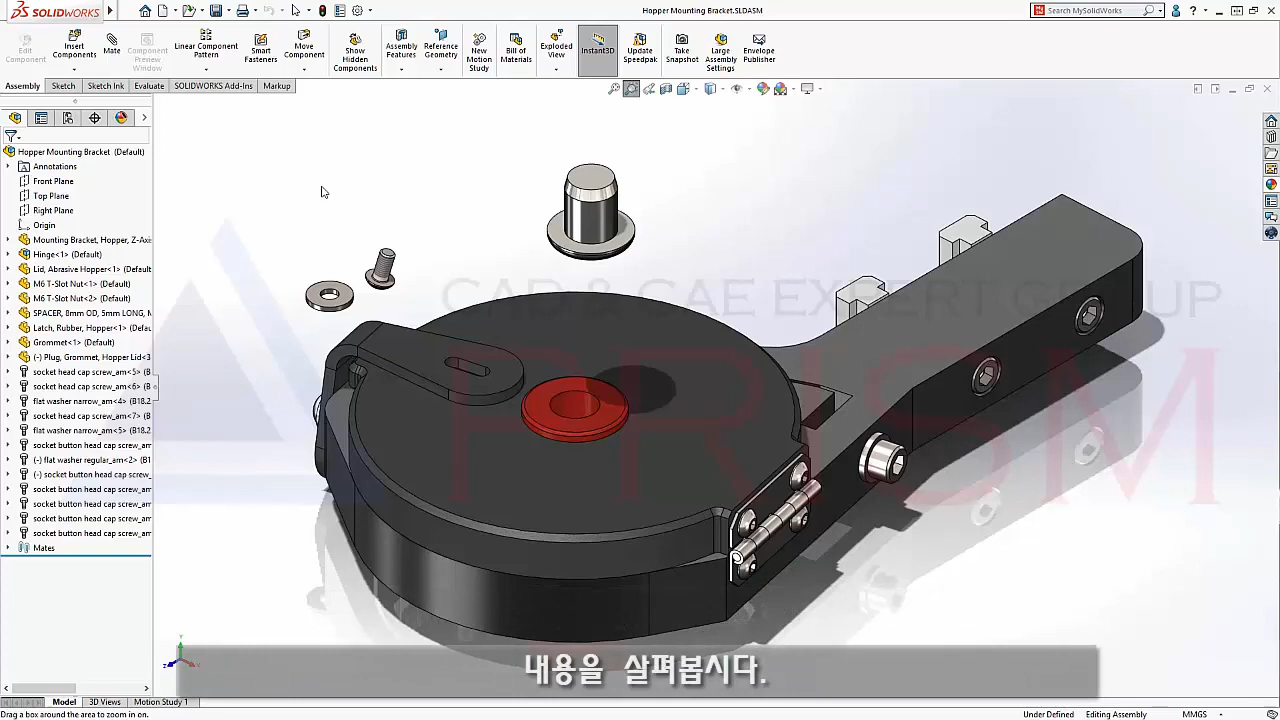 SOLIDWORKS
Hopper Mounting Bracket.SLDASM
Search MySolidWorks
Edit Component
Insert Components
Mate
Component Preview Window
Linear Component Pattern
Smart Fasteners
Move Component
Show Hidden Components
Assembly Features
Reference Geometry
New Motion Study
Bill of Materials
Exploded View
Instant3D
Update Speedpak
Take Snapshot
Large Assembly Settings
Envelope Publisher
Assembly
Sketch
Sketch Ink
Evaluate
SOLIDWORKS Add-Ins
Markup
Hopper Mounting Bracket (Default)
Annotations
Front Plane
Top Plane
Right Plane
Origin
Mounting Bracket, Hopper, Z-Axi
Hinge<1> (Default)
Lid, Abrasive Hopper<1> (Default
M6 T-Slot Nut<1> (Default)
M6 T-Slot Nut<2> (Default)
SPACER, 8mm OD, 5mm LONG, M
Latch, Rubber, Hopper<1> (Defau
Grommet<1> (Default)
(-) Plug, Grommet, Hopper Lid<3
socket head cap screw_am<5> (B
socket head cap screw_am<6> (B
flat washer narrow_am<4> (B18.2
socket head cap screw_am<7> (B
flat washer narrow_am<5> (B18.2
socket button head cap screw_am
(-) flat washer regular_am<2> (B1
(-) socket button head cap screw_
socket button head cap screw_am
socket button head cap screw_am
socket button head cap screw_am
socket button head cap screw_am
Mates
CAD & CAE EXPERT GROUP
PRISM
내용을 살펴봅시다.
Model
3D Views
Motion Study 1
Drag a box around the area to zoom in on.
Under Defined
Editing Assembly
MMGS